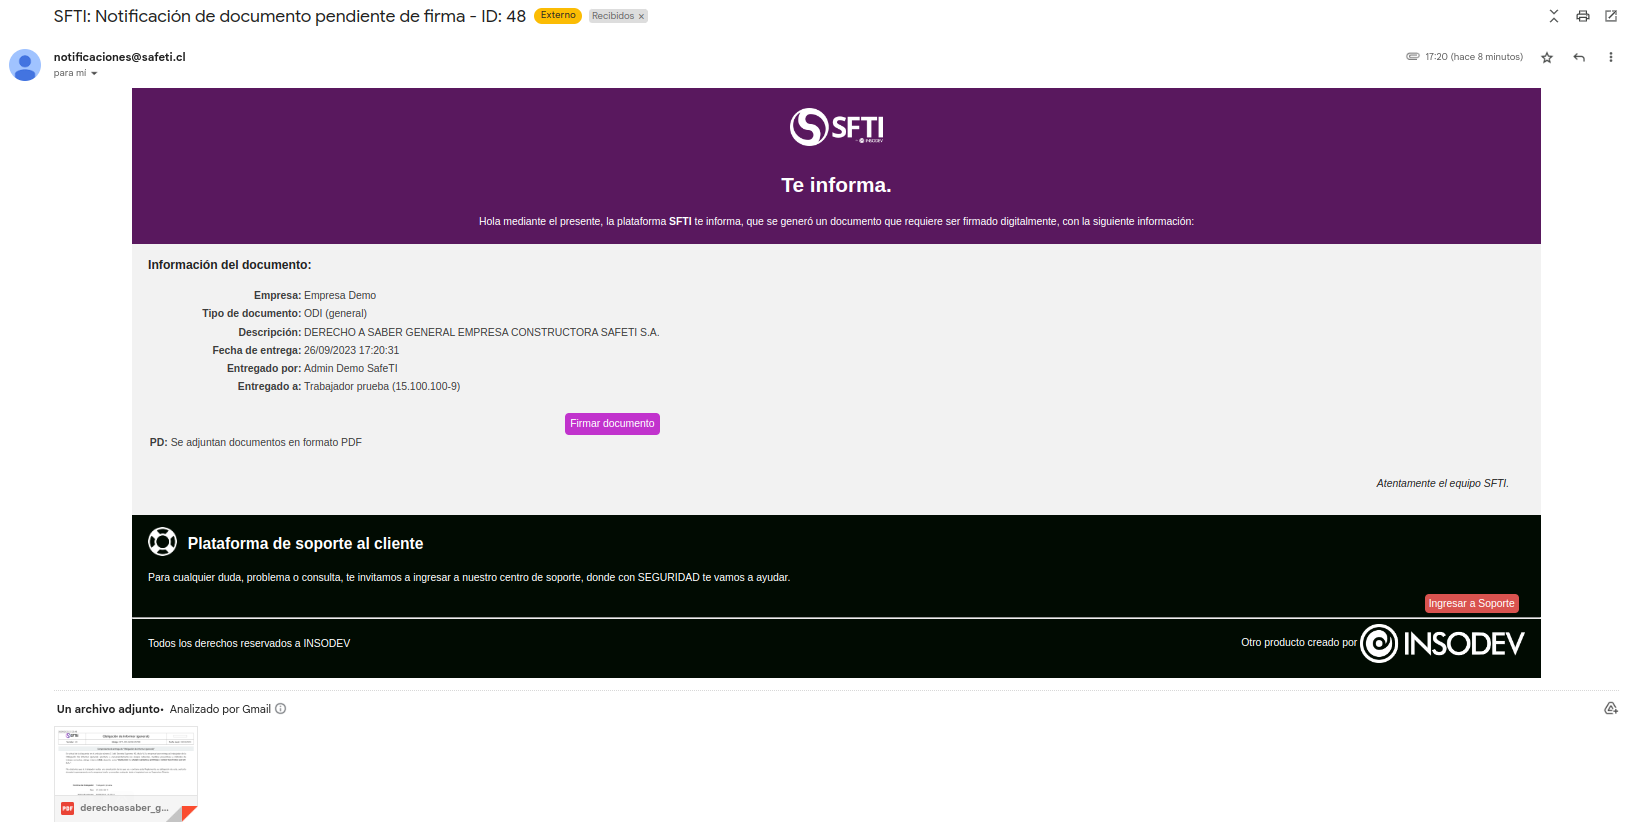 SFTI: Notificación de documento pendiente de firma - ID: 48 Externo Recibidos ×
notificaciones@safeti.cl
17:20 (hace 8 minutos)
para mí
SFTI
INSODEV
Te informa.
Hola mediante el presente, la plataforma SFTI te informa, que se generó un documento que requiere ser firmado digitalmente, con la siguiente información:
Información del documento:
Empresa: Empresa Demo
Tipo de documento: ODI (general)
Descripción: DERECHO A SABER GENERAL EMPRESA CONSTRUCTORA SAFETI S.A.
Fecha de entrega: 26/09/2023 17:20:31
Entregado por: Admin Demo SafeTI
Entregado a: Trabajador prueba (15.100.100-9)
Firmar documento
PD: Se adjuntan documentos en formato PDF
Atentamente el equipo SFTI.
Plataforma de soporte al cliente
Para cualquier duda, problema o consulta, te invitamos a ingresar a nuestro centro de soporte, donde con SEGURIDAD te vamos a ayudar.
Ingresar a Soporte
Todos los derechos reservados a INSODEV
Otro producto creado por INSODEV
Un archivo adjunto • Analizado por Gmail
SFTI
PDF derechoasaber_g...